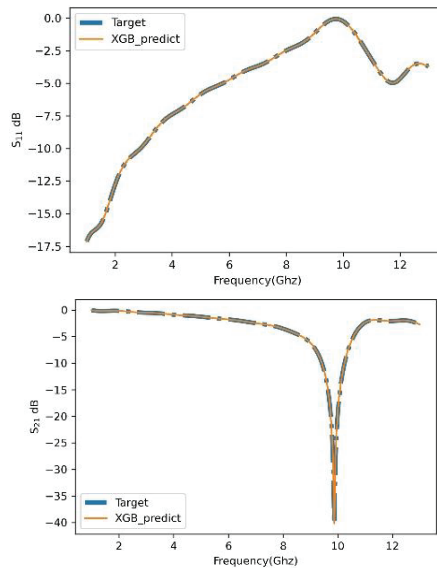 Target
XGB_predict
0.0
−2.5
−5.0
−7.5
−10.0
−12.5
−15.0
−17.5
S₁₁ dB
2 4 6 8 10 12
Frequency(Ghz)
0
−5
−10
−15
−20
−25
−30
−35
−40
S₂₁ dB
Target
XGB_predict
2 4 6 8 10 12
Frequency(Ghz)